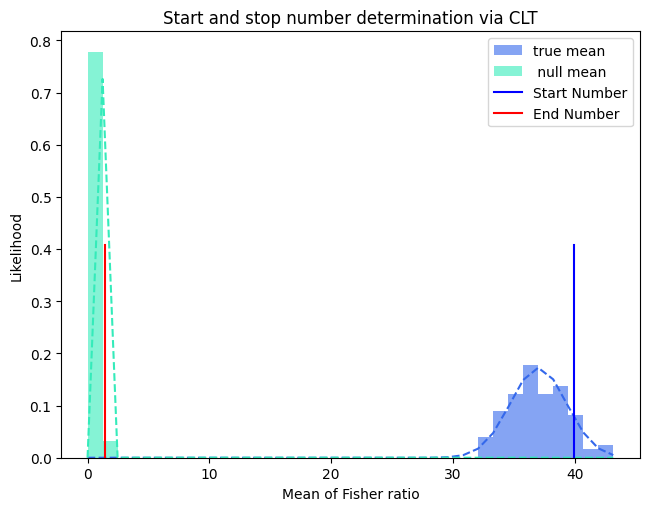 Start and stop number determination via CLT
0.8
0.7
0.6
0.5
0.4
0.3
0.2
0.1
0.0
Likelihood
true mean
null mean
Start Number
End Number
0 10 20 30 40
Mean of Fisher ratio